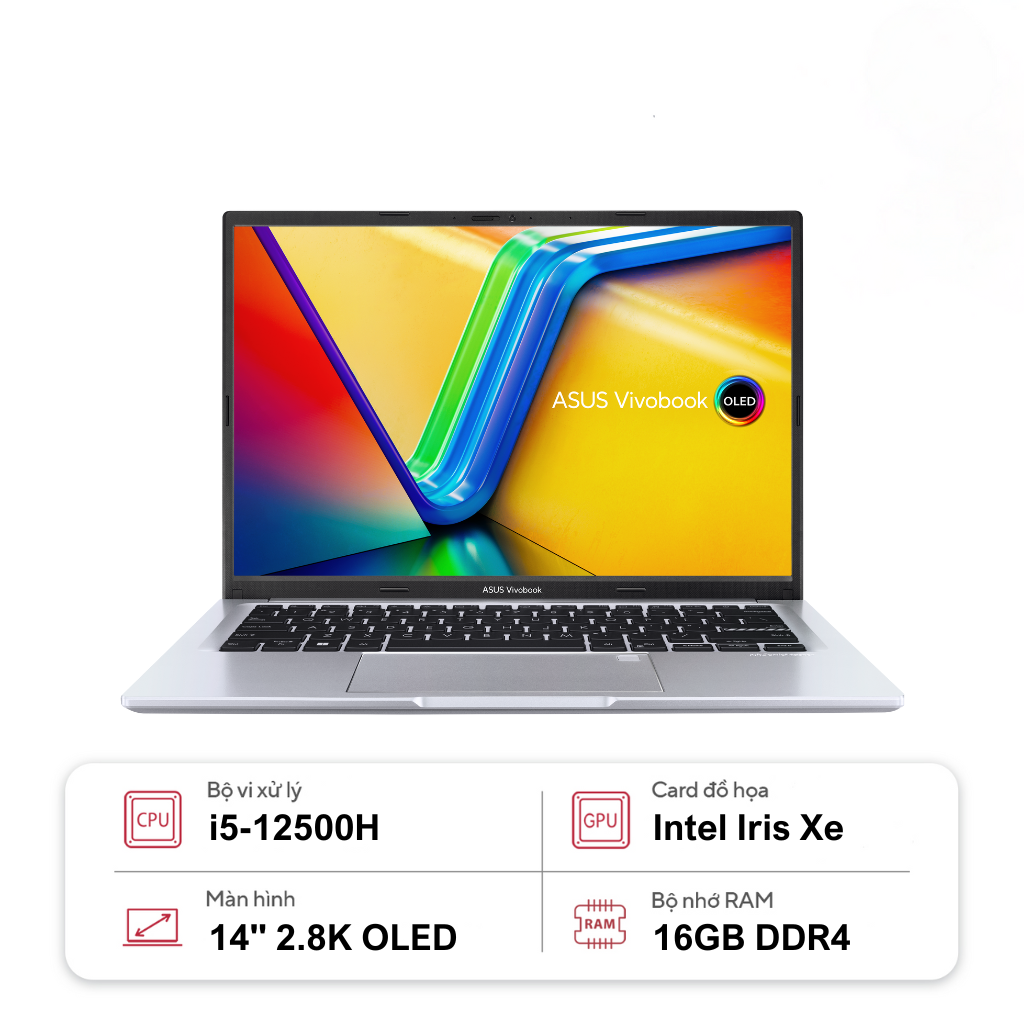 ASUS Vivobook OLED
ASUS Vivobook
CPU
Bộ vi xử lý
i5-12500H
GPU
Card đồ họa
Intel Iris Xe
Màn hình
14" 2.8K OLED
RAM
Bộ nhớ RAM
16GB DDR4